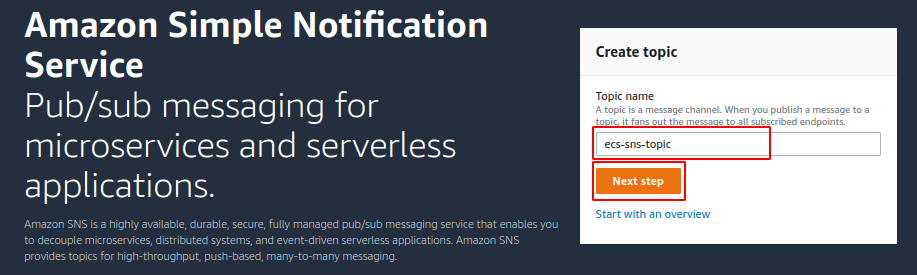 Amazon Simple Notification
Service
Pub/sub messaging for
microservices and serverless
applications.
Amazon SNS is a highly available, durable, secure, fully managed pub/sub messaging service that enables you
to decouple microservices, distributed systems, and event-driven serverless applications. Amazon SNS
provides topics for high-throughput, push-based, many-to-many messaging.
Create topic
Topic name
A topic is a message channel. When you publish a message to a
topic, it fans out the message to all subscribed endpoints.
ecs-sns-topic
Next step
Start with an overview